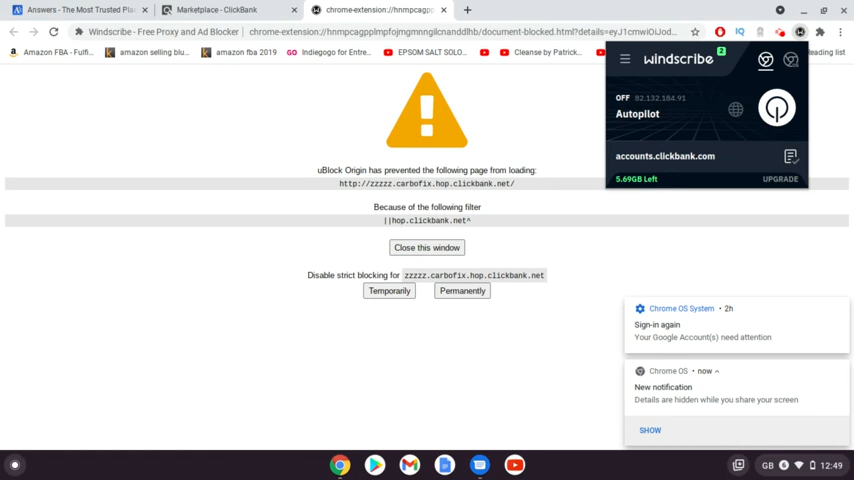 Answers - The Most Trusted Pla
Marketplace - ClickBank
chrome-extension://hnmpcagpp
Windscribe - Free Proxy and Ad Blocker
chrome-extension://hnmpcagpplmpfojmgmnngilcnanddlhb/document-blocked.html?details=eyJ1cmwiOiJod...
Amazon FBA - Fulfi...
amazon selling blu...
amazon fba 2019
GO Indiegogo for Entre...
EPSOM SALT SOLO...
Cleanse by Patrick...
eading list
windscribe 2
OFF 82.132.184.91
Autopilot
accounts.clickbank.com
5.69GB Left UPGRADE
uBlock Origin has prevented the following page from loading:
http://zzzzz.carbofix.hop.clickbank.net/
Because of the following filter
||hop.clickbank.net^
Close this window
Disable strict blocking for zzzzz.carbofix.hop.clickbank.net
Temporarily Permanently
Chrome OS System • 2h
Sign-in again
Your Google Account(s) need attention
Chrome OS • now
New notification
Details are hidden while you share your screen
SHOW
GB 6 12:49